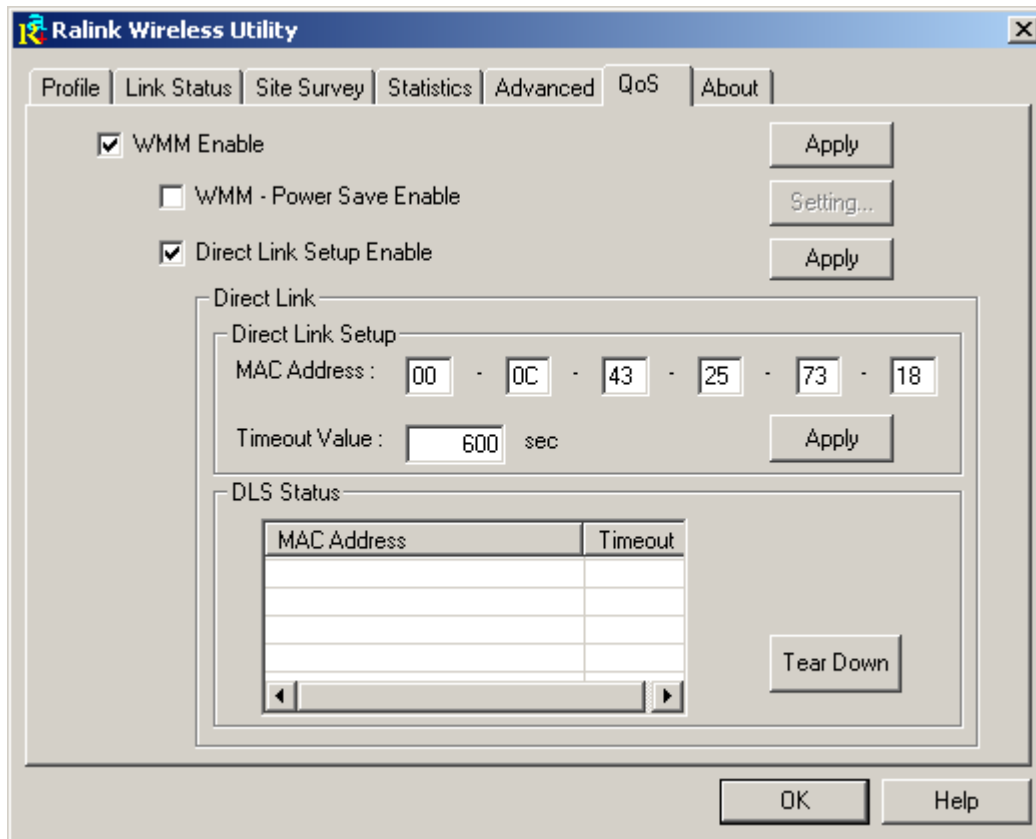 Ralink Wireless Utility
Profile Link Status Site Survey Statistics Advanced QoS About
WMM Enable Apply
WMM - Power Save Enable Setting...
Direct Link Setup Enable Apply
Direct Link
Direct Link Setup
MAC Address : 00 - 0C - 43 - 25 - 73 - 18
Timeout Value : 600 sec Apply
DLS Status
MAC Address Timeout
Tear Down
OK Help